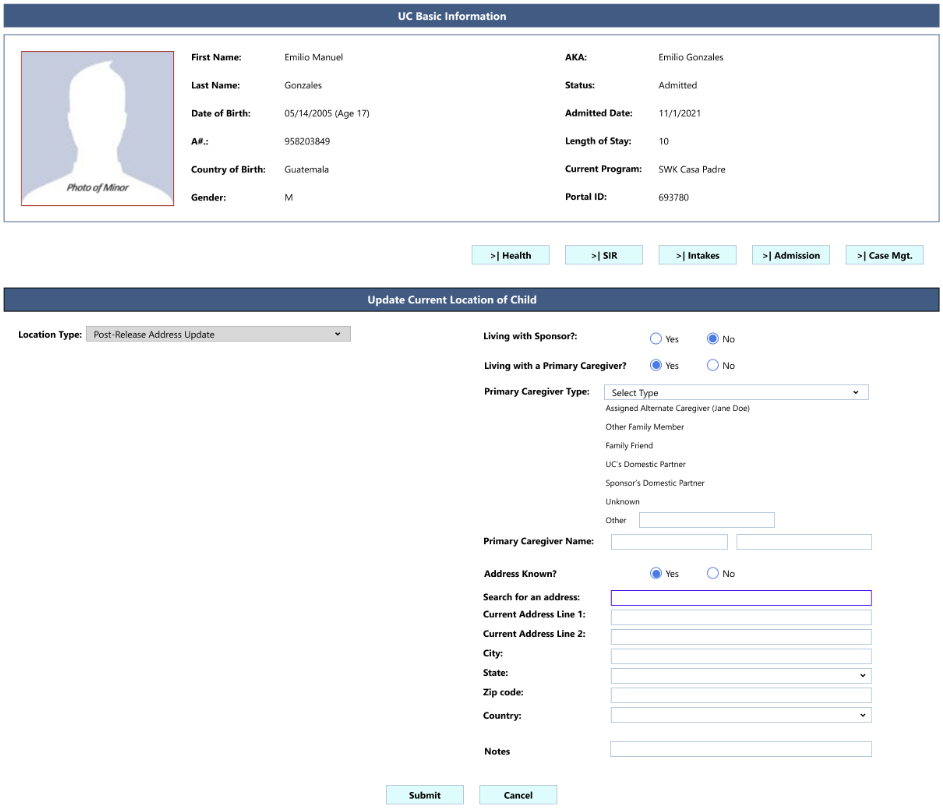 UC Basic Information
First Name: Emilio Manuel AKA: Emilio Gonzales
Last Name: Gonzales Status: Admitted
Date of Birth: 05/14/2005 (Age 17) Admitted Date: 11/1/2021
A#.: 958203849 Length of Stay: 10
Country of Birth: Guatemala Current Program: SWK Casa Padre
Photo of Minor
Gender: M Portal ID: 693780
>| Health >| SIR >| Intakes >| Admission >| Case Mgt.
Update Current Location of Child
Location Type: Post-Release Address Update
Living with Sponsor?: Yes No
Living with a Primary Caregiver? Yes No
Primary Caregiver Type: Select Type
Assigned Alternate Caregiver (Jane Doe)
Other Family Member
Family Friend
UC's Domestic Partner
Sponsor's Domestic Partner
Unknown
Other
Primary Caregiver Name:
Address Known? Yes No
Search for an address:
Current Address Line 1:
Current Address Line 2:
City:
State:
Zip code:
Country:
Notes
Submit Cancel